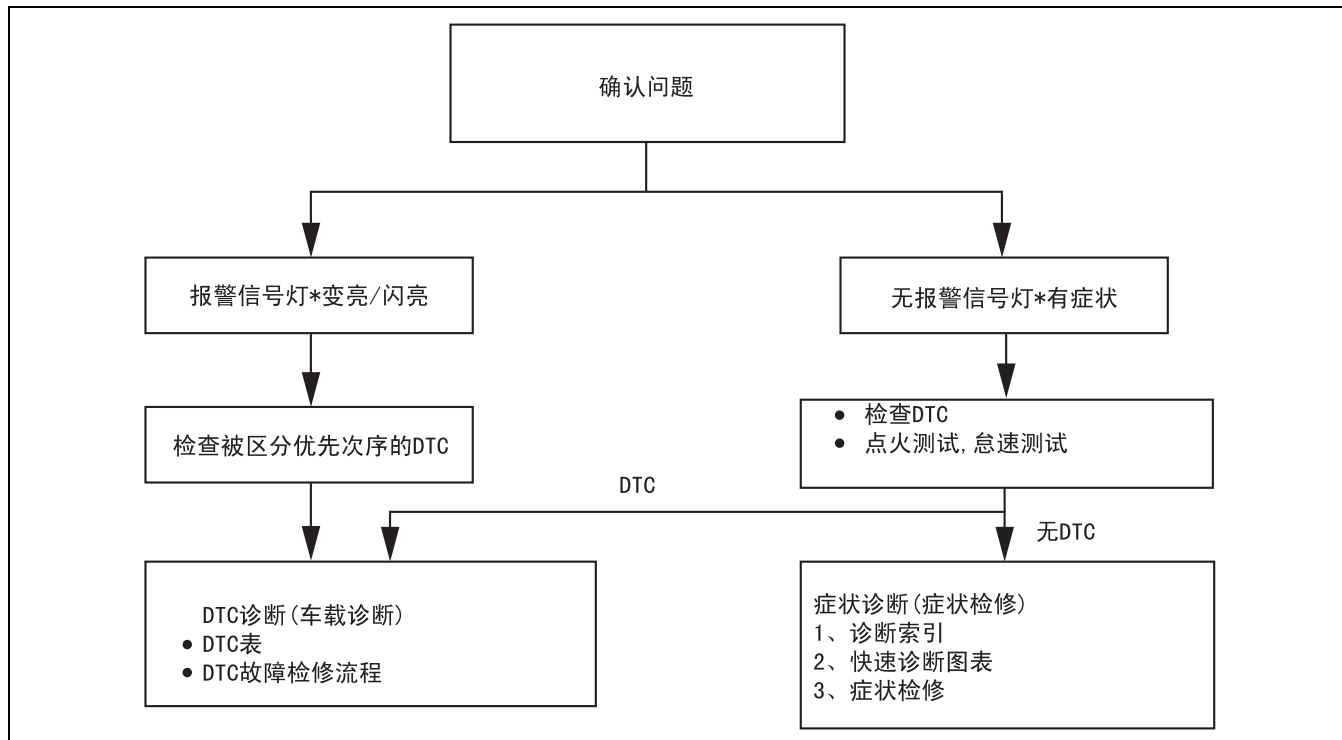 确认问题
报警信号灯*变亮/闪亮
无报警信号灯*有症状
检查被区分优先次序的DTC
● 检查DTC
● 点火测试,怠速测试
DTC
无DTC
DTC诊断(车载诊断)
● DTC表
● DTC故障检修流程
症状诊断(症状检修)
1、诊断索引
2、快速诊断图表
3、症状检修